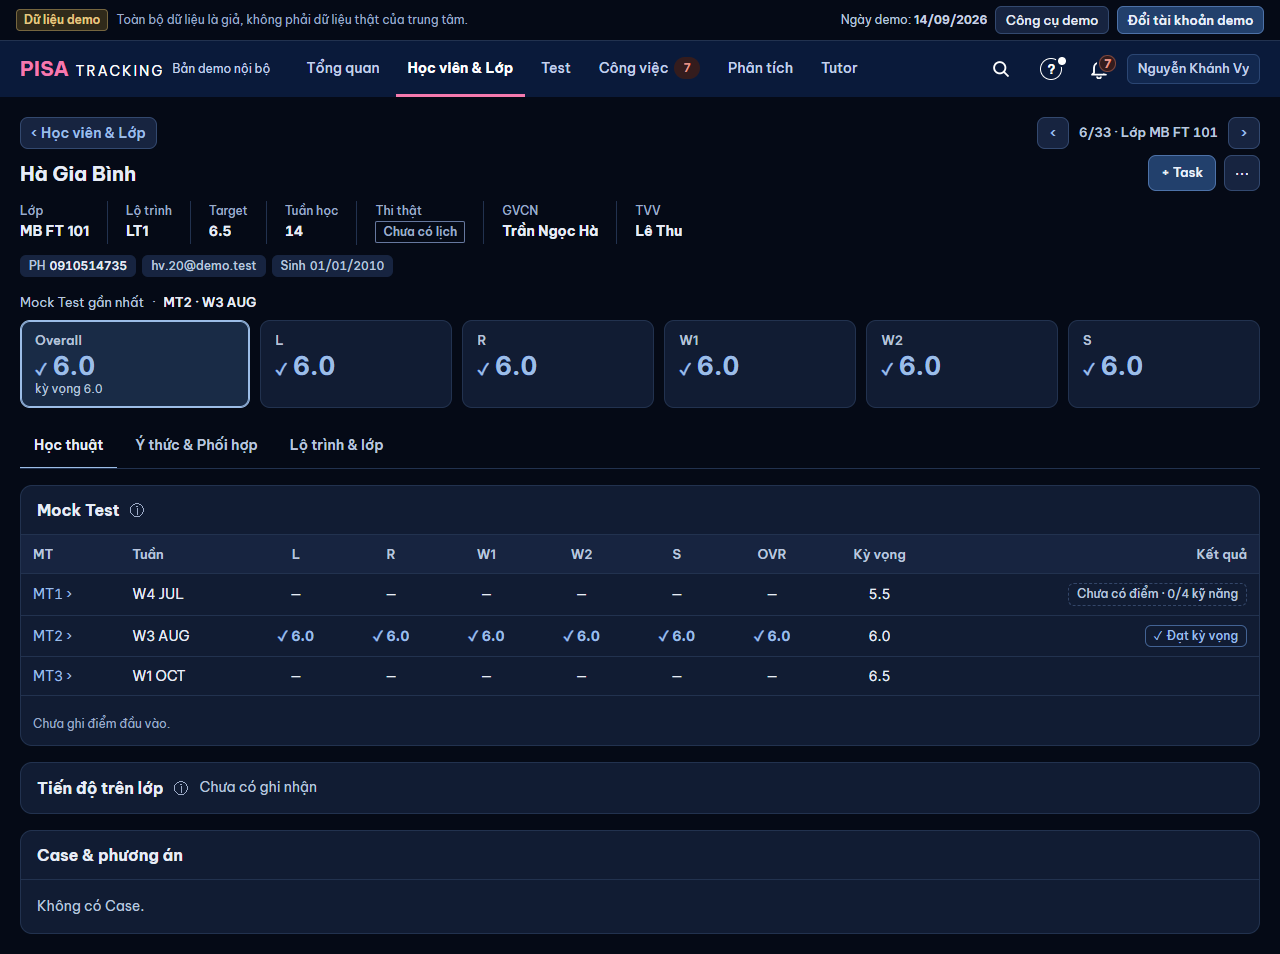 Dữ liệu demo Toàn bộ dữ liệu là giả, không phải dữ liệu thật của trung tâm. Ngày demo: 14/09/2026 Công cụ demo Đổi tài khoản demo
PISA TRACKING Bản demo nội bộ Tổng quan Học viên & Lớp Test Công việc 7 Phân tích Tutor ? 7 Nguyễn Khánh Vy
‹ Học viên & Lớp ‹ 6/33 · Lớp MB FT 101 ›
Hà Gia Bình + Task ...
Lớp Lộ trình Target Tuần học Thi thật GVCN TVV
MB FT 101 LT1 6.5 14 Chưa có lịch Trần Ngọc Hà Lê Thu
PH 0910514735 hv.20@demo.test Sinh 01/01/2010
Mock Test gần nhất · MT2 · W3 AUG
Overall L R W1 W2 S
✓ 6.0 ✓ 6.0 ✓ 6.0 ✓ 6.0 ✓ 6.0 ✓ 6.0
kỳ vọng 6.0
Học thuật Ý thức & Phối hợp Lộ trình & lớp
Mock Test ⓘ
MT Tuần L R W1 W2 S OVR Kỳ vọng Kết quả
MT1 › W4 JUL — — — — — — 5.5 Chưa có điểm · 0/4 kỹ năng
MT2 › W3 AUG ✓ 6.0 ✓ 6.0 ✓ 6.0 ✓ 6.0 ✓ 6.0 ✓ 6.0 6.0 ✓ Đạt kỳ vọng
MT3 › W1 OCT — — — — — — 6.5
Chưa ghi điểm đầu vào.
Tiến độ trên lớp ⓘ Chưa có ghi nhận
Case & phương án
Không có Case.